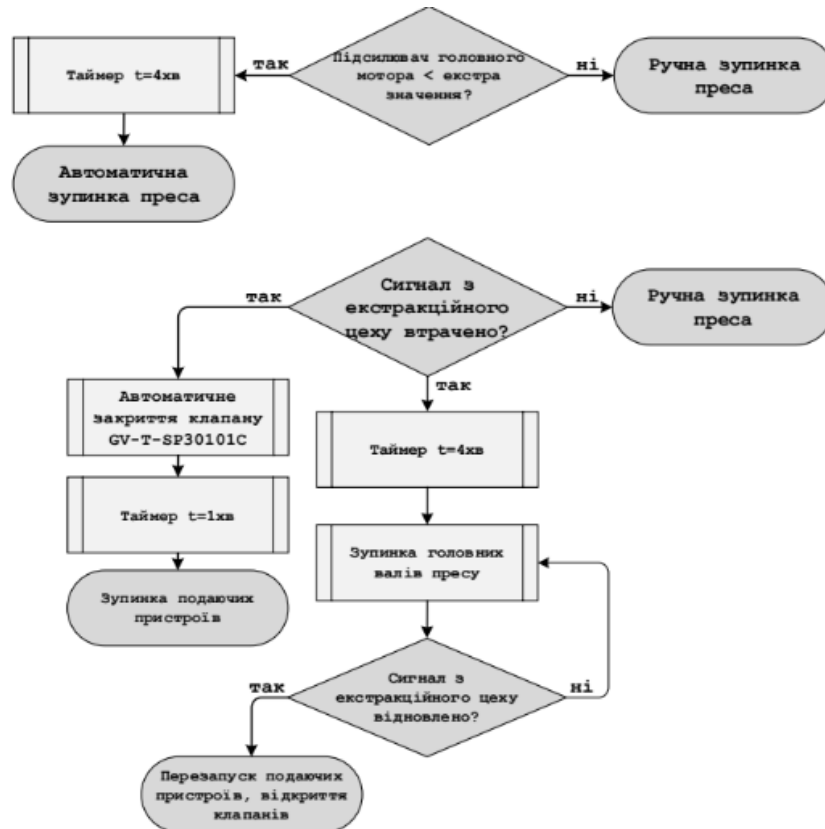 Підсилювач головного
мотора < екстра
значення?
так
ні
Таймер t=4хв
Ручна зупинка
преса
Автоматична
зупинка преса
Сигнал з
екстракційного
цеху втрачено?
так
ні
Ручна зупинка
преса
так
Автоматичне
закриття клапану
GV-T-SP30101C
Таймер t=4хв
Таймер t=1хв
Зупинка головних
валів пресу
Зупинка подаючих
пристроїв
Сигнал з
екстракційного цеху
відновлено?
так
ні
Перезапуск подаючих
пристроїв, відкриття
клапанів